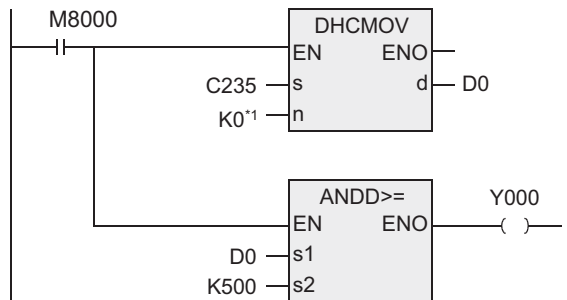 M8000
DHCMOV
EN ENO
C235 s d D0
K0*1 n
ANDD>=
Y000
EN ENO
D0 s1
K500 s2